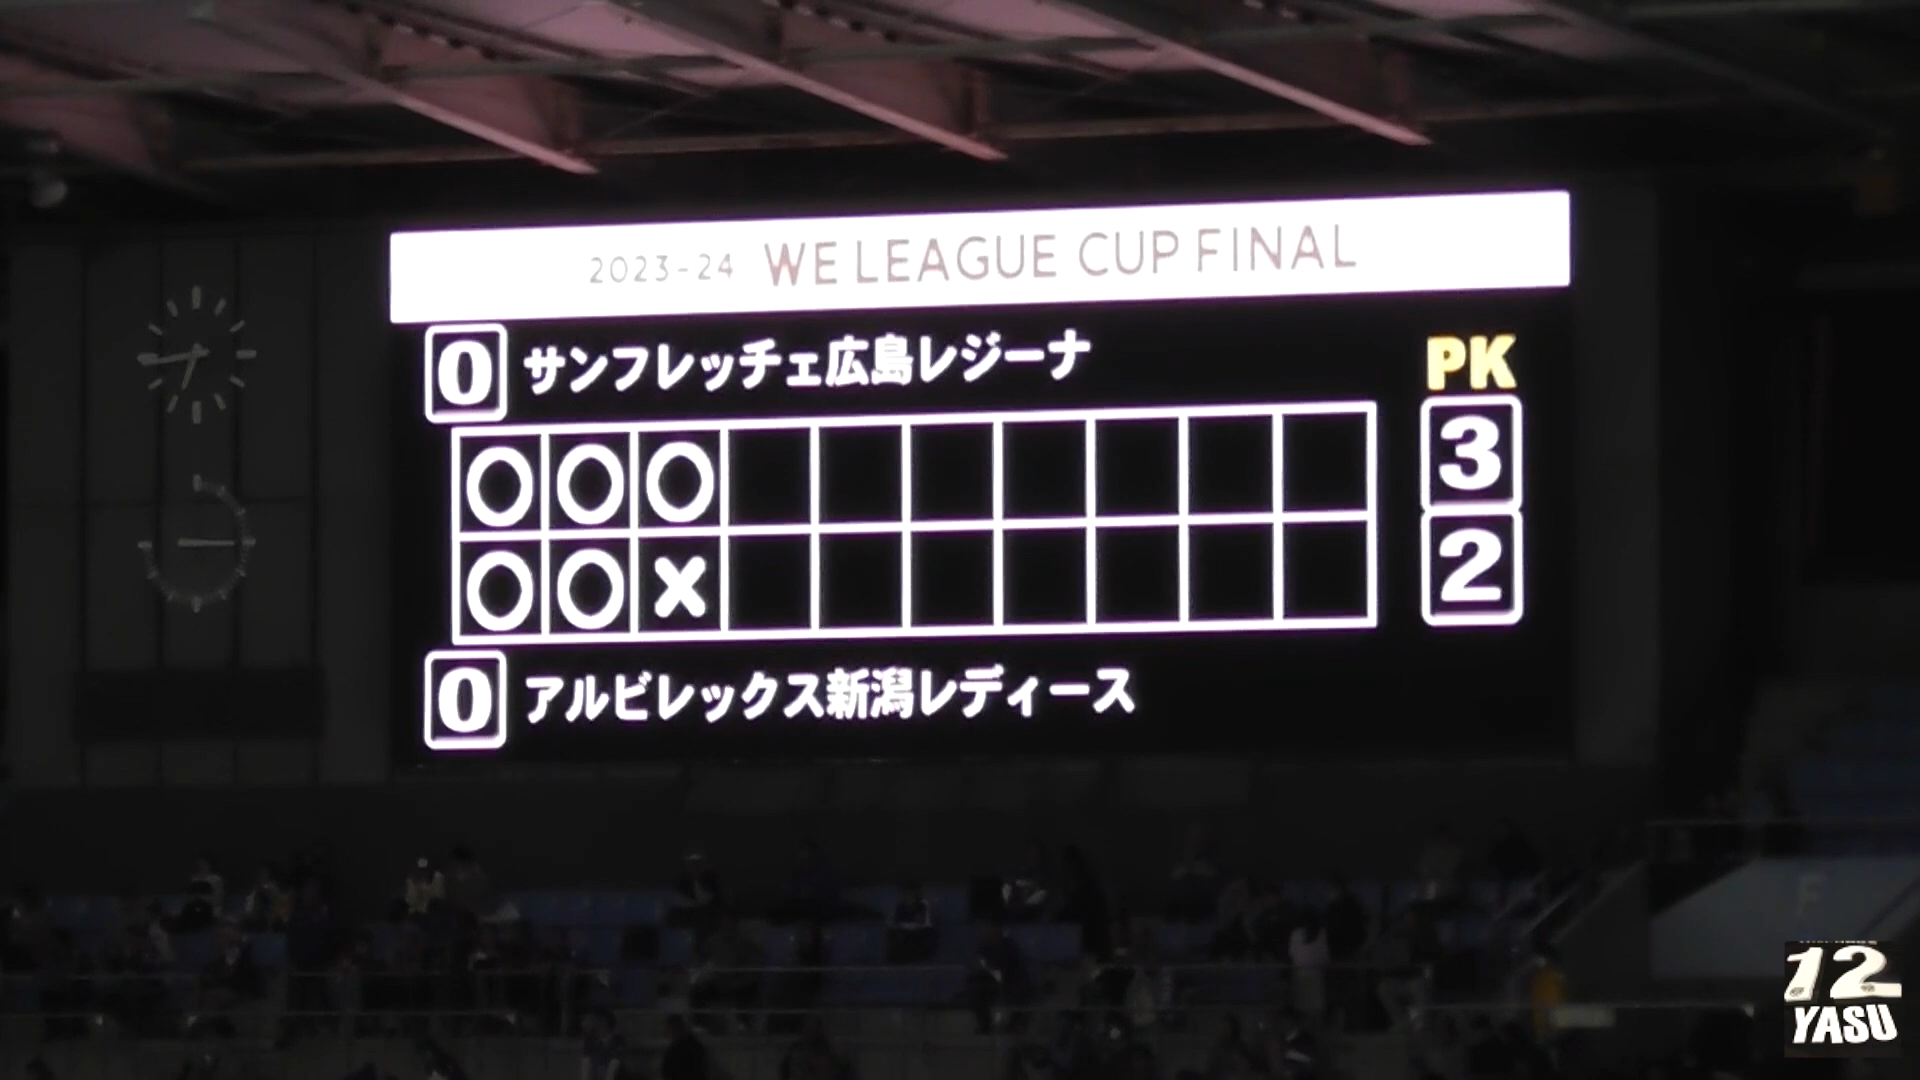 2023-24 WE LEAGUE CUP FINAL
0 サンフレッチェ広島レジーナ
PK
○○○
3
○○×
2
0 アルビレックス新潟レディース
F
12
YASU